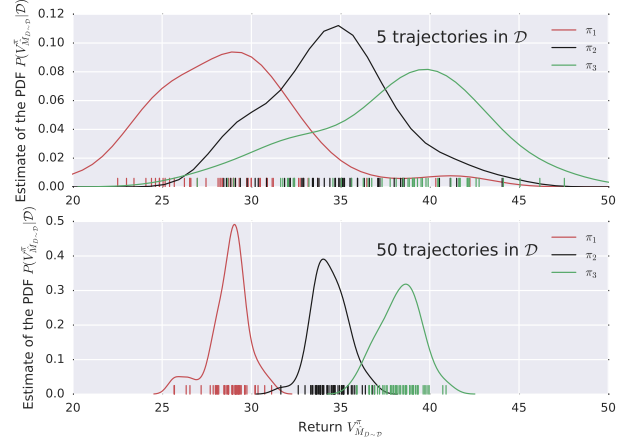 0.12
0.10
0.08
0.06
0.04
0.02
0.00
Estimate of the PDF P(V^π_{M_{D∼𝒟}}|𝒟)
5 trajectories in 𝒟
π₁
π₂
π₃
20 25 30 35 40 45 50
0.5
0.4
0.3
0.2
0.1
0.0
Estimate of the PDF P(V^π_{M_{D∼𝒟}}|𝒟)
50 trajectories in 𝒟
π₁
π₂
π₃
20 25 30 35 40 45 50
Return V^π_{M_{D∼𝒟}}